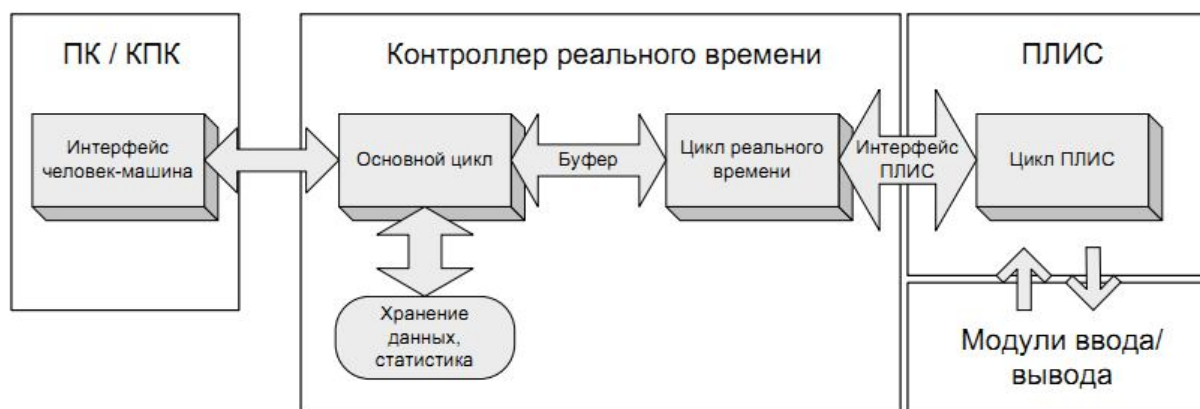 ПК / КПК
Интерфейс
человек-машина
Контроллер реального времени
Основной цикл
Буфер
Цикл реального
времени
Хранение
данных,
статистика
Интерфейс
ПЛИС
ПЛИС
Цикл ПЛИС
Модули ввода/
вывода